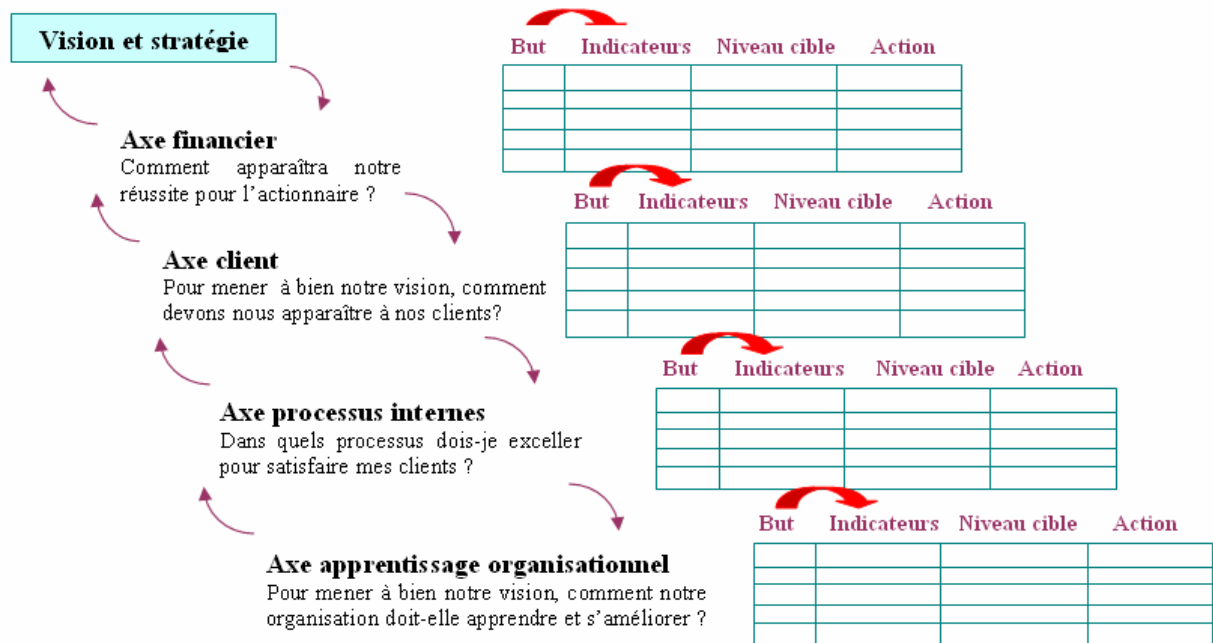 Vision et stratégie
But Indicateurs Niveau cible Action
Axe financier
Comment apparaîtra notre
réussite pour l'actionnaire ?
But Indicateurs Niveau cible Action
Axe client
Pour mener à bien notre vision, comment
devons nous apparaître à nos clients?
But Indicateurs Niveau cible Action
Axe processus internes
Dans quels processus dois-je exceller
pour satisfaire mes clients ?
But Indicateurs Niveau cible Action
Axe apprentissage organisationnel
Pour mener à bien notre vision, comment notre
organisation doit-elle apprendre et s'améliorer ?